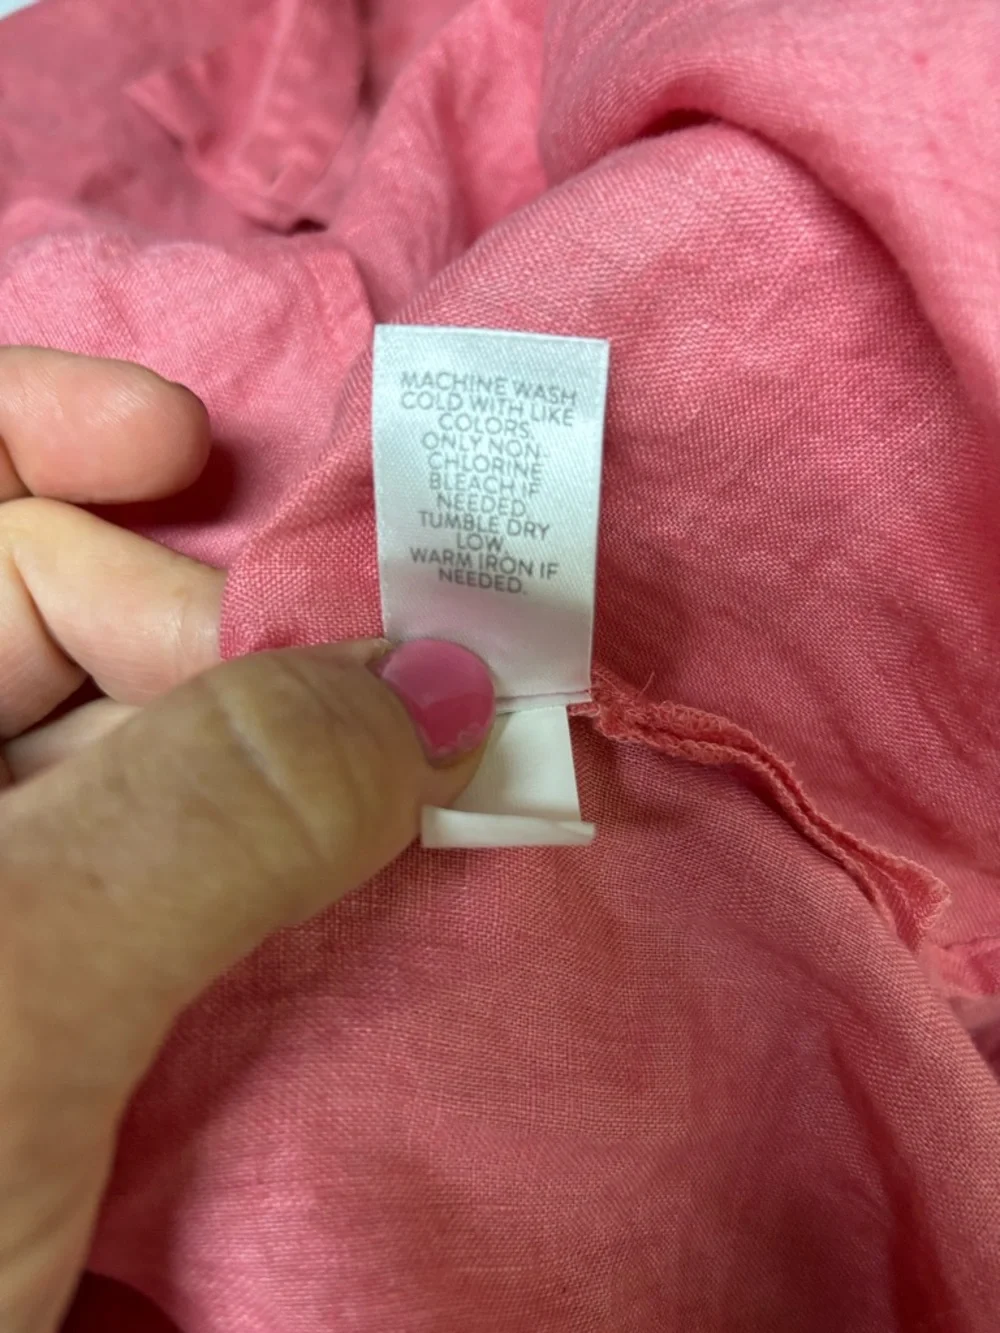 MACHINE WASH
COLD WITH LIKE
COLORS.
ONLY NON-
CHLORINE
BLEACH IF
NEEDED.
TUMBLE DRY
LOW.
WARM IRON IF
NEEDED.